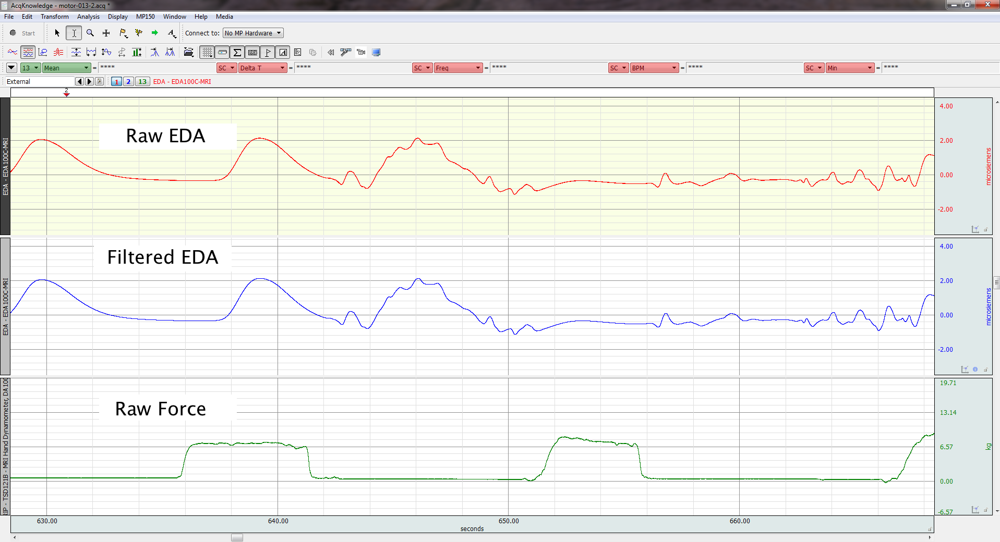 AcqKnowledge - motor-013-2.acq *
File Edit Transform Analysis Display MP150 Window Help Media
Start Connect to: No MP Hardware
13 Mean = **** SC Delta T = **** SC Freq = **** SC BPM = **** SC Min = ****
External 1 2 13 EDA - EDA100C-MRI
2
EDA - EDA100C-MRI
Raw EDA
4.00
2.00
0.00
-2.00
microsiemens
EDA - EDA100C-MRI
Filtered EDA
4.00
2.00
0.00
-2.00
microsiemens
RIP - TSD121B - MRI Hand Dynamometer, DA100
Raw Force
19.71
13.14
6.57
0.00
-6.57
kg
630.00 640.00 650.00 660.00
seconds